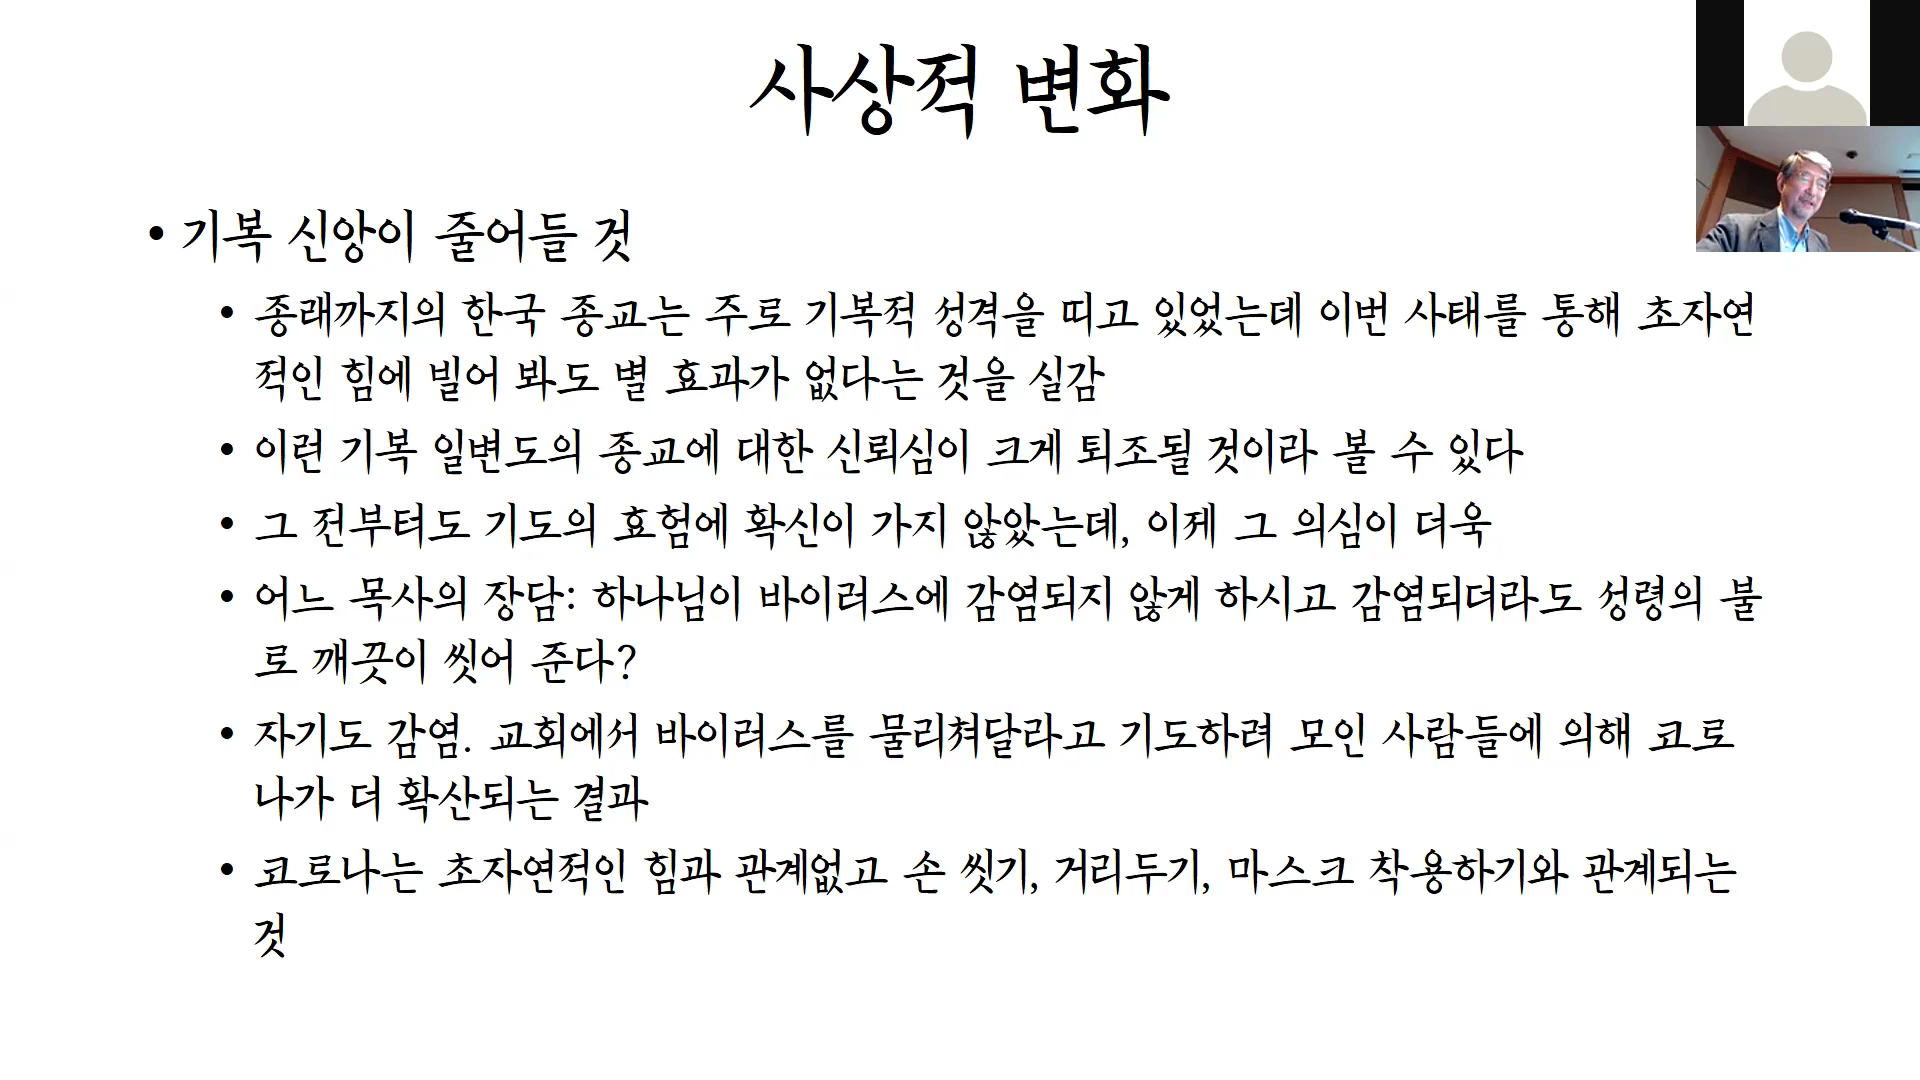 사상적 변화
• 기복 신앙이 줄어들 것
• 종래까지의 한국 종교는 주로 기복적 성격을 띠고 있었는데 이번 사태를 통해 초자연
적인 힘에 빌어 봐도 별 효과가 없다는 것을 실감
• 이런 기복 일변도의 종교에 대한 신뢰심이 크게 퇴조될 것이라 볼 수 있다
• 그 전부터도 기도의 효험에 확신이 가지 않았는데, 이제 그 의심이 더욱
• 어느 목사의 장담: 하나님이 바이러스에 감염되지 않게 하시고 감염되더라도 성령의 불
로 깨끗이 씻어 준다?
• 자기도 감염. 교회에서 바이러스를 물리쳐달라고 기도하려 모인 사람들에 의해 코로
나가 더 확산되는 결과
• 코로나는 초자연적인 힘과 관계없고 손 씻기, 거리두기, 마스크 착용하기와 관계되는
것